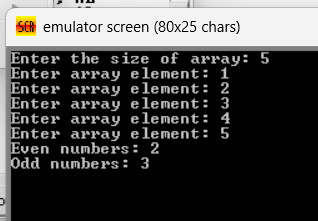 SCR emulator screen (80x25 chars)
Enter the size of array: 5
Enter array element: 1
Enter array element: 2
Enter array element: 3
Enter array element: 4
Enter array element: 5
Even numbers: 2
Odd numbers: 3